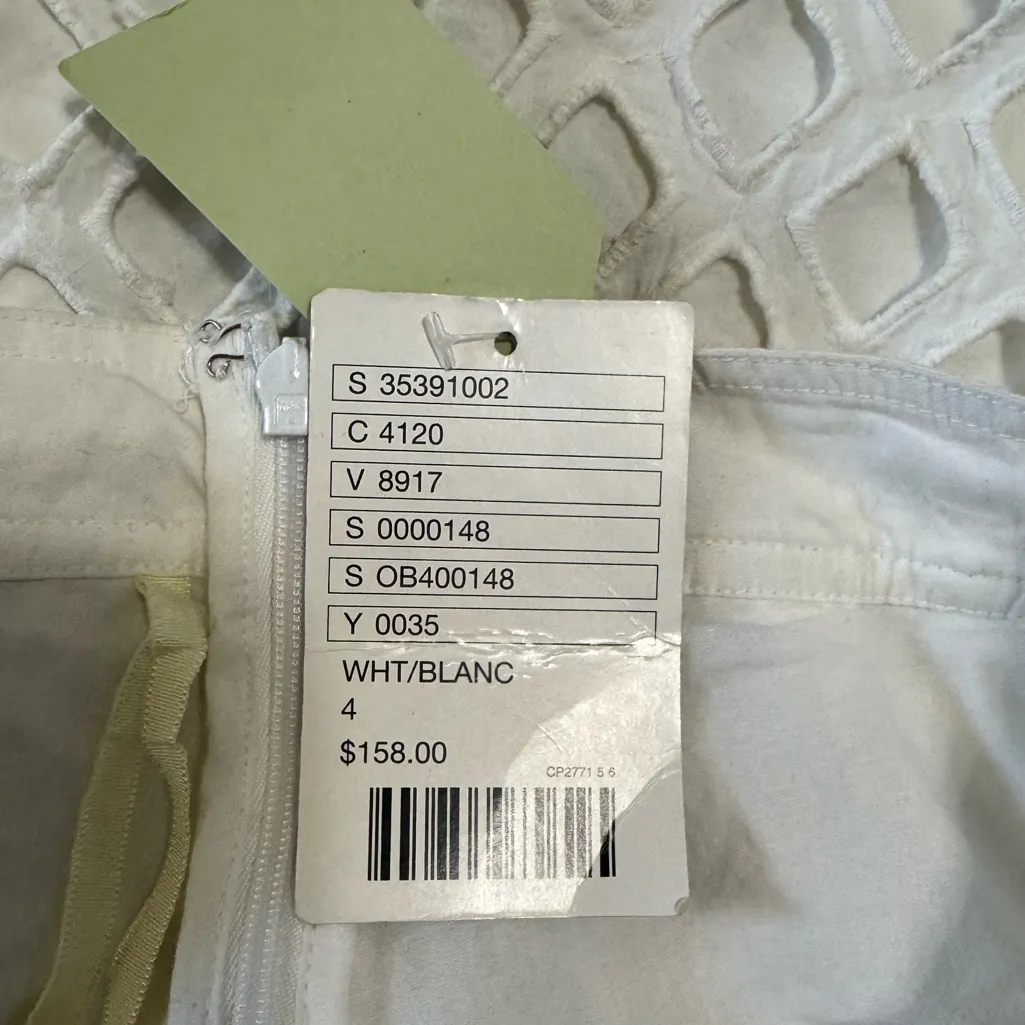 S 35391002
C 4120
V 8917
S 0000148
S OB400148
Y 0035
WHT/BLANC
4
$158.00
CP2771 5 6